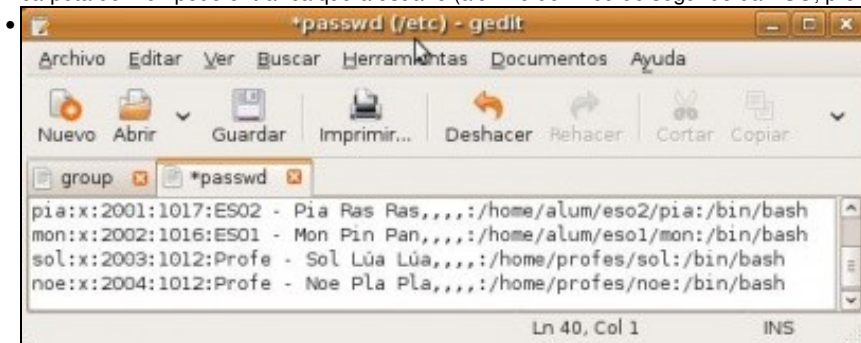 *passwd (/etc) - gedit
Archivo Editar Ver Buscar Herramientas Documentos Ayuda
Nuevo Abrir Guardar Imprimir... Deshacer Rehacer Cortar Copiar
group *passwd
pia:x:2001:1017:ESO2 - Pia Ras Ras,,,,:/home/alum/eso2/pia:/bin/bash
mon:x:2002:1016:ESO1 - Mon Pin Pan,,,,:/home/alum/eso1/mon:/bin/bash
sol:x:2003:1012:Profe - Sol Lúa Lúa,,,,:/home/profes/sol:/bin/bash
noe:x:2004:1012:Profe - Noe Pla Pla,,,,:/home/profes/noe:/bin/bash
Ln 40, Col 1 INS